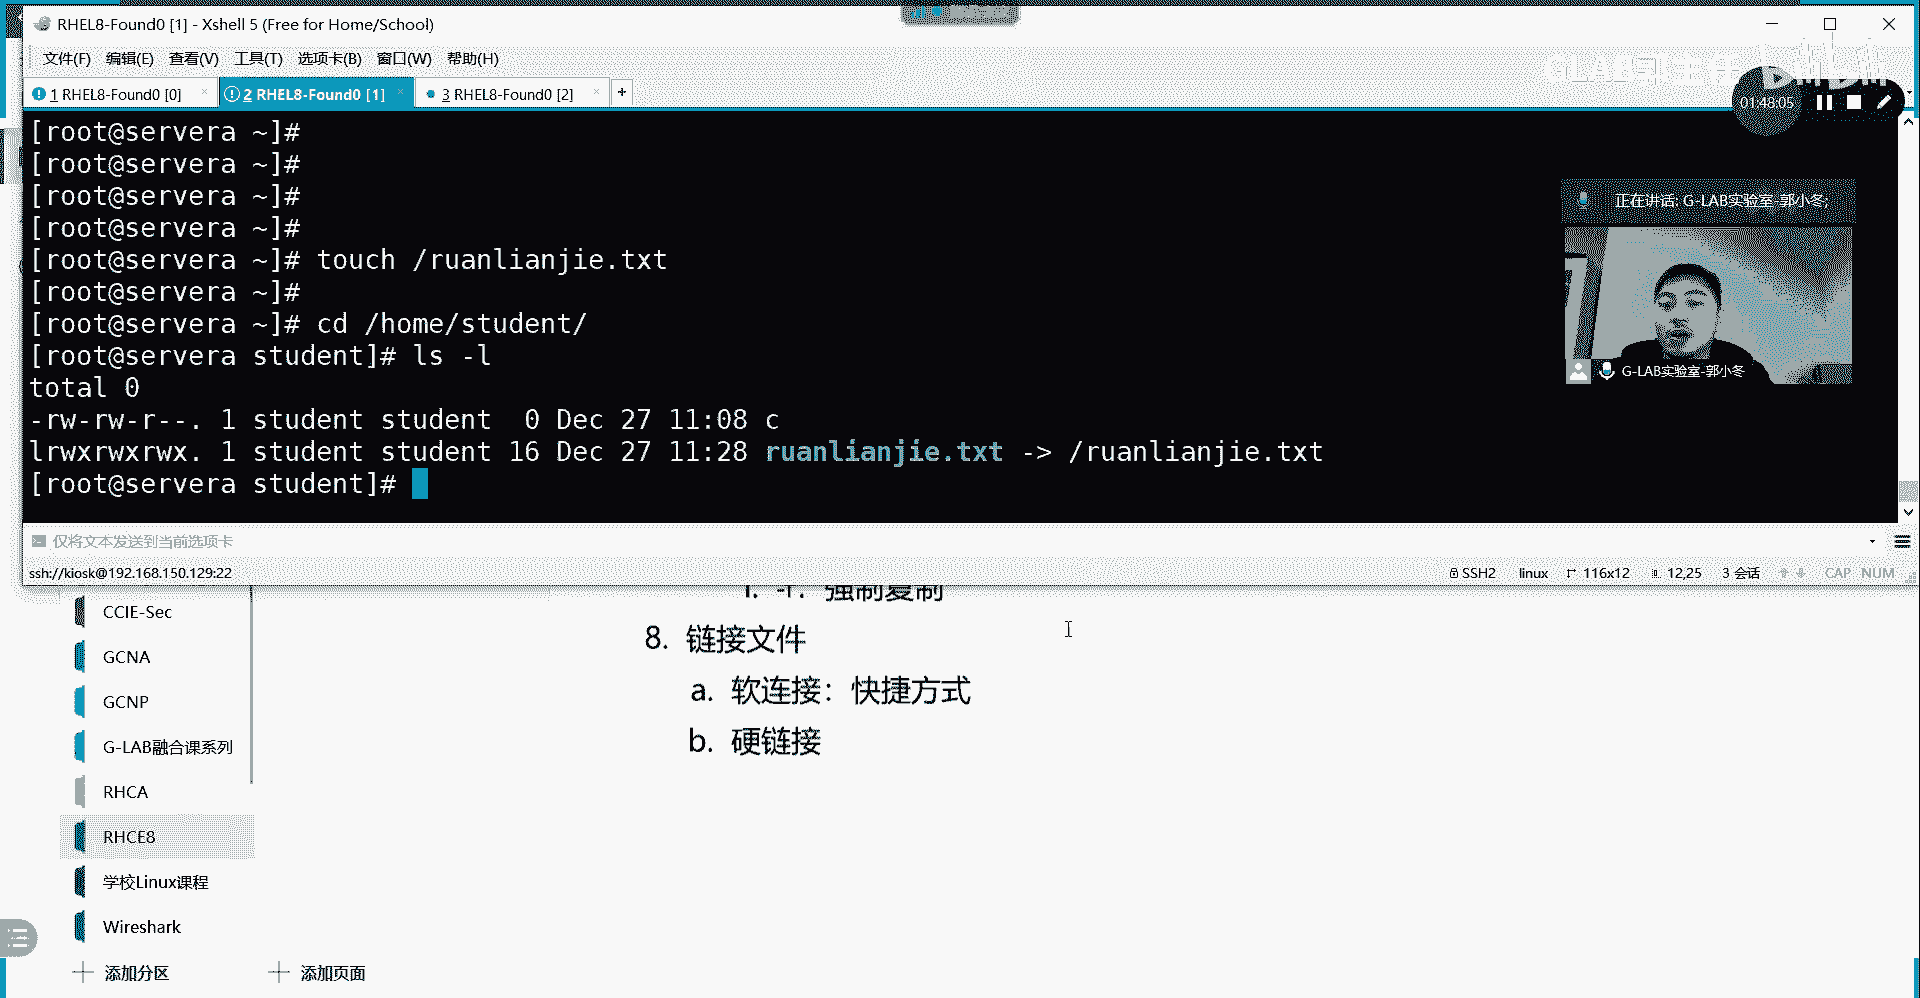 RHEL8-Found0 [1] - Xshell 5 (Free for Home/School)
文件(F) 编辑(E) 查看(V) 工具(T) 选项卡(B) 窗口(W) 帮助(H)
1 RHEL8-Found0 [0] × 2 RHEL8-Found0 [1] × 3 RHEL8-Found0 [2] × +
01:48:05
[root@servera ~]#
[root@servera ~]#
[root@servera ~]#
[root@servera ~]#
[root@servera ~]# touch /ruanlianjie.txt
[root@servera ~]#
[root@servera ~]# cd /home/student/
[root@servera student]# ls -l
total 0
-rw-rw-r--. 1 student student  0 Dec 27 11:08 c
lrwxrwxrwx. 1 student student 16 Dec 27 11:28 ruanlianjie.txt -> /ruanlianjie.txt
[root@servera student]#
正在讲话: G-LAB实验室-郭小冬;
G-LAB实验室-郭小冬
仅将文本发送到当前选项卡
ssh://kiosk@192.168.150.129:22 SSH2 linux 116x12 12,25 3 会话 CAP NUM
强制复制
8. 链接文件
a. 软连接：快捷方式
b. 硬链接
CCIE-Sec
GCNA
GCNP
G-LAB融合课系列
RHCA
RHCE8
学校Linux课程
Wireshark
添加分区 添加页面